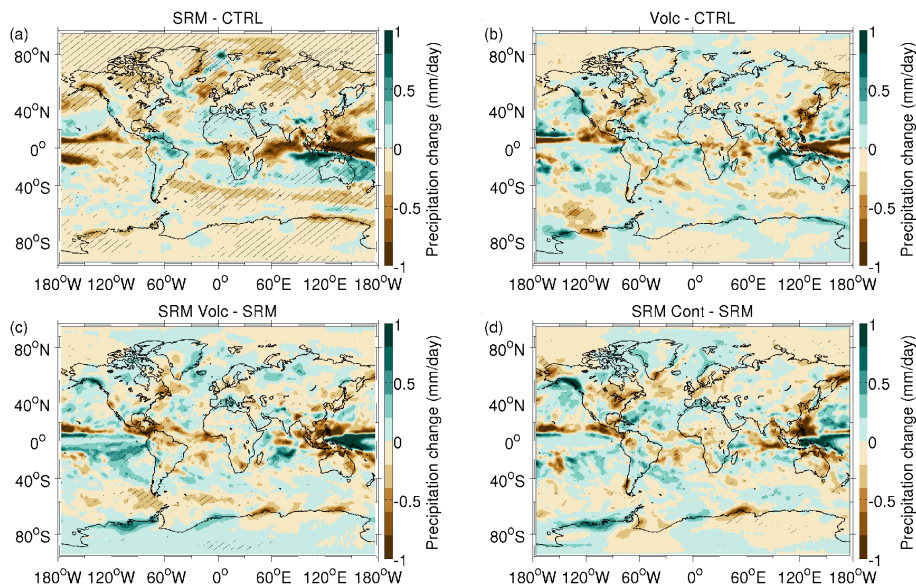 SRM - CTRL
(a)
80°N
40°N
0°
40°S
80°S
180°W 120°W 60°W 0° 60°E 120°E 180°W
1
0.5
0
-0.5
-1
Precipitation change (mm/day)
Volc - CTRL
(b)
80°N
40°N
0°
40°S
80°S
180°W 120°W 60°W 0° 60°E 120°E 180°W
1
0.5
0
-0.5
-1
Precipitation change (mm/day)
SRM Volc - SRM
(c)
80°N
40°N
0°
40°S
80°S
180°W 120°W 60°W 0° 60°E 120°E 180°W
1
0.5
0
-0.5
-1
Precipitation change (mm/day)
SRM Cont - SRM
(d)
80°N
40°N
0°
40°S
80°S
180°W 120°W 60°W 0° 60°E 120°E 180°W
1
0.5
0
-0.5
-1
Precipitation change (mm/day)